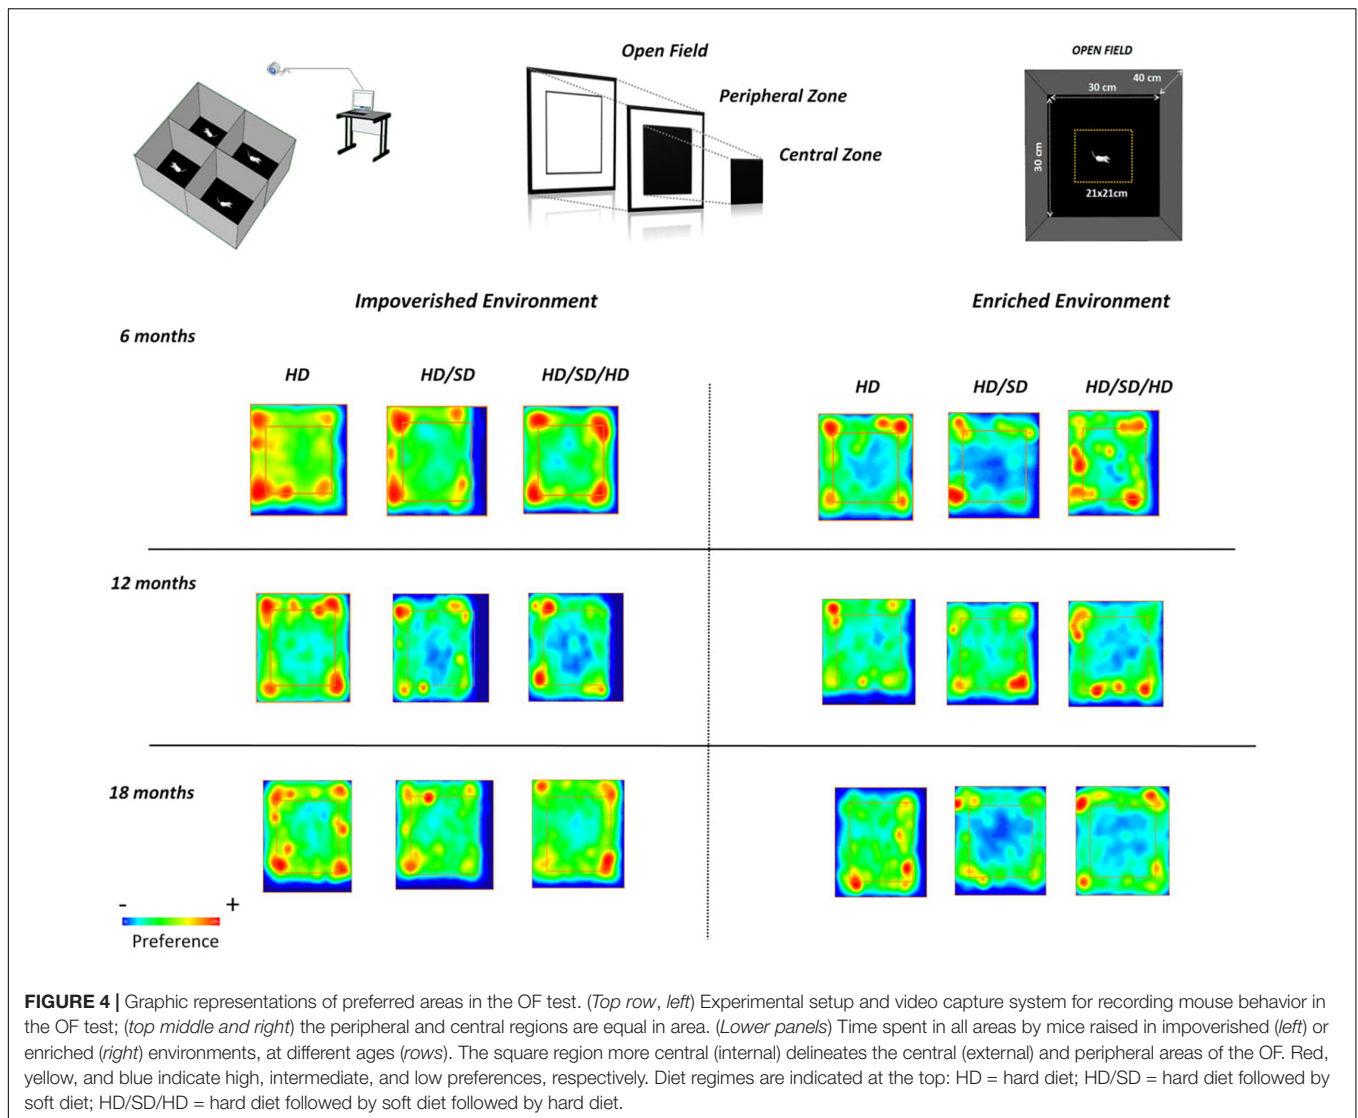 Open Field
Peripheral Zone
Central Zone
OPEN FIELD
40 cm
30 cm
30 cm
21x21cm
Impoverished Environment
Enriched Environment
6 months
HD
HD/SD
HD/SD/HD
HD
HD/SD
HD/SD/HD
12 months
18 months
- +
Preference
FIGURE 4 | Graphic representations of preferred areas in the OF test. (Top row, left) Experimental setup and video capture system for recording mouse behavior in
the OF test; (top middle and right) the peripheral and central regions are equal in area. (Lower panels) Time spent in all areas by mice raised in impoverished (left) or
enriched (right) environments, at different ages (rows). The square region more central (internal) delineates the central (external) and peripheral areas of the OF. Red,
yellow, and blue indicate high, intermediate, and low preferences, respectively. Diet regimes are indicated at the top: HD = hard diet; HD/SD = hard diet followed by
soft diet; HD/SD/HD = hard diet followed by soft diet followed by hard diet.